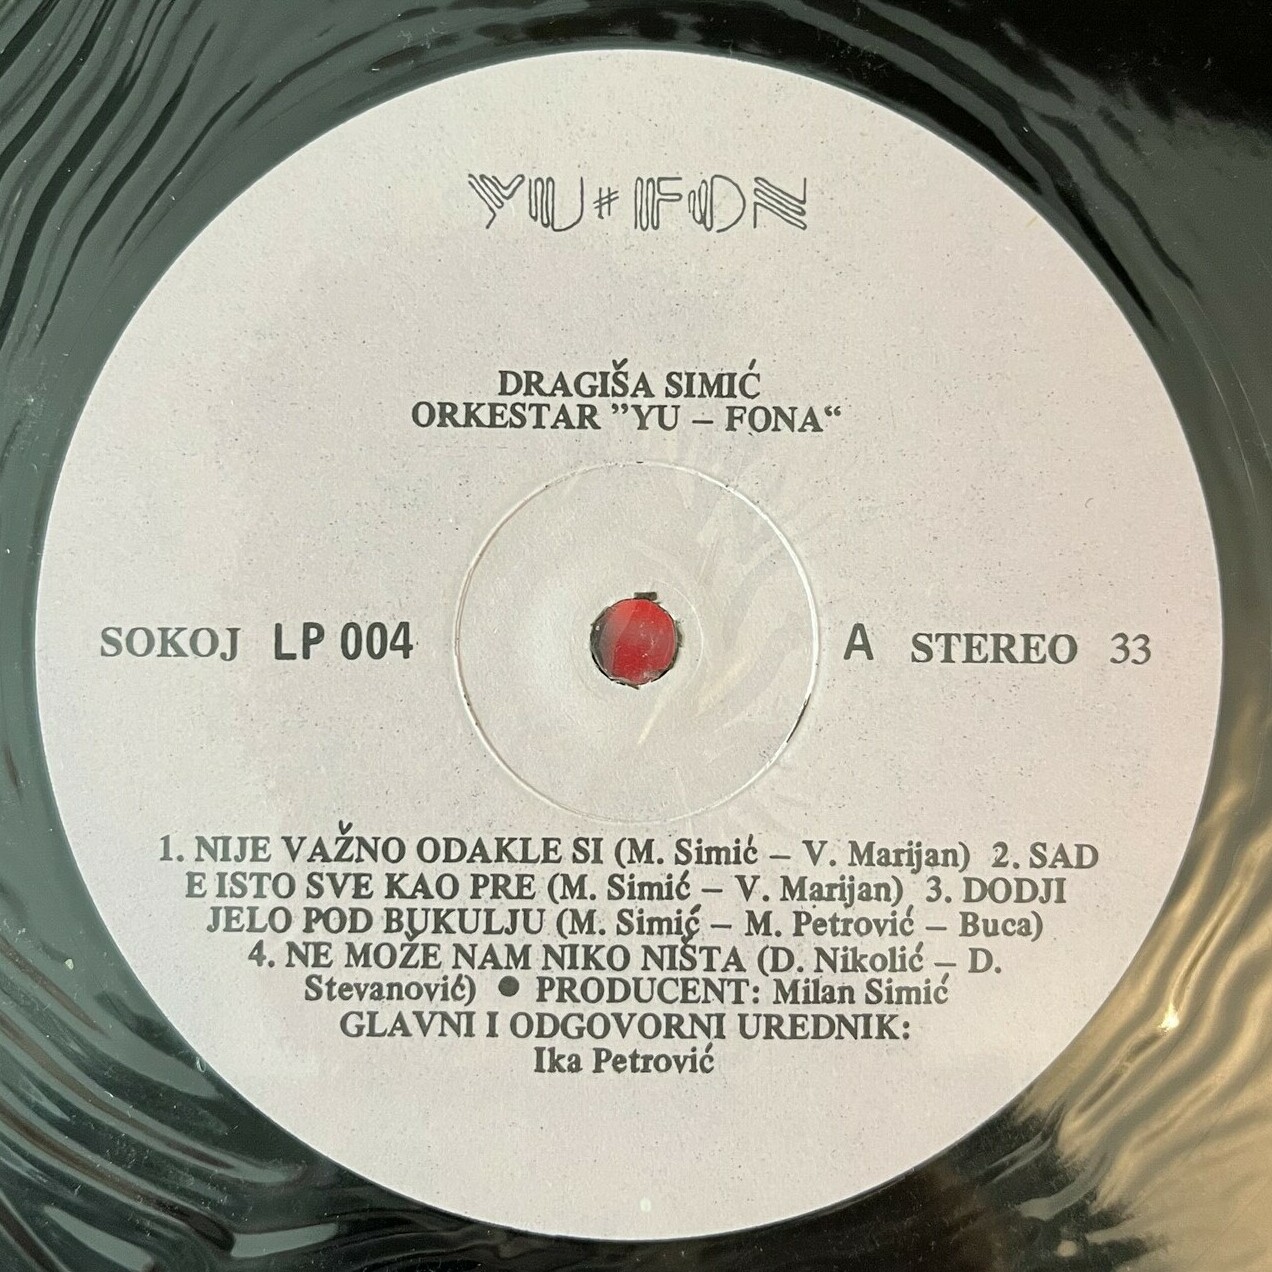 YU # FON
DRAGIŠA SIMIĆ
ORKESTAR ”YU – FONA“
SOKOJ LP 004 A STEREO 33
1. NIJE VAŽNO ODAKLE SI (M. Simić – V. Marijan) 2. SAD
E ISTO SVE KAO PRE (M. Simić – V. Marijan) 3. DODJI
JELO POD BUKULJU (M. Simić – M. Petrović – Buca)
4. NE MOŽE NAM NIKO NIŠTA (D. Nikolić – D.
Stevanović) ● PRODUCENT: Milan Simić
GLAVNI I ODGOVORNI UREDNIK:
Ika Petrović